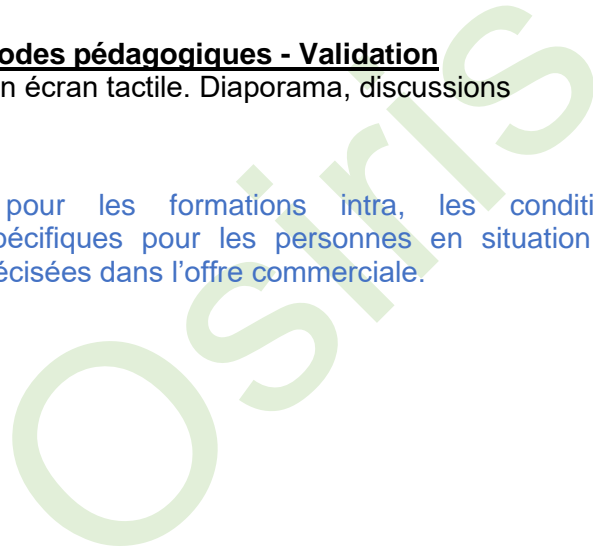 odes pédagogiques - Validation
n écran tactile. Diaporama, discussions
pour les formations intra, les conditi
pécifiques pour les personnes en situation
écisées dans l'offre commerciale.
Osiris